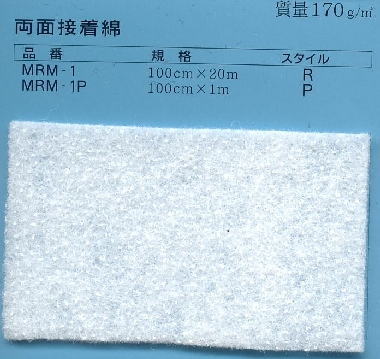 質量170g/㎡
両面接着綿
品番 規格 スタイル
MRM-1 100cm×20m R
MRM-1P 100cm×1m P